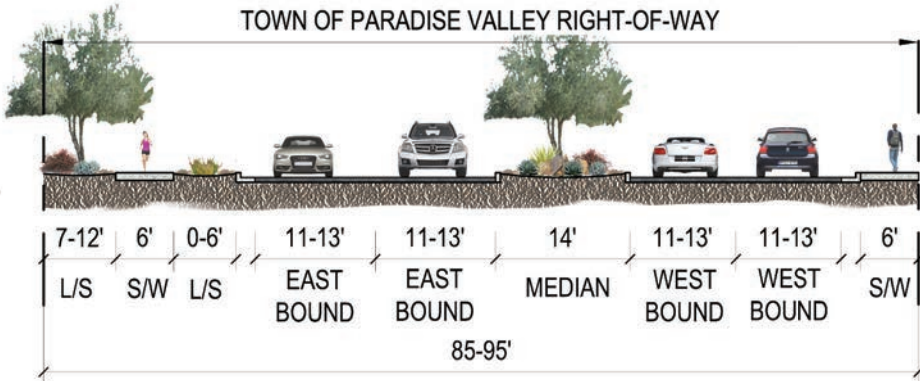 TOWN OF PARADISE VALLEY RIGHT-OF-WAY
7-12' 6' 0-6' 11-13' 11-13' 14' 11-13' 11-13' 6'
L/S S/W L/S EAST BOUND EAST BOUND MEDIAN WEST BOUND WEST BOUND S/W
85-95'